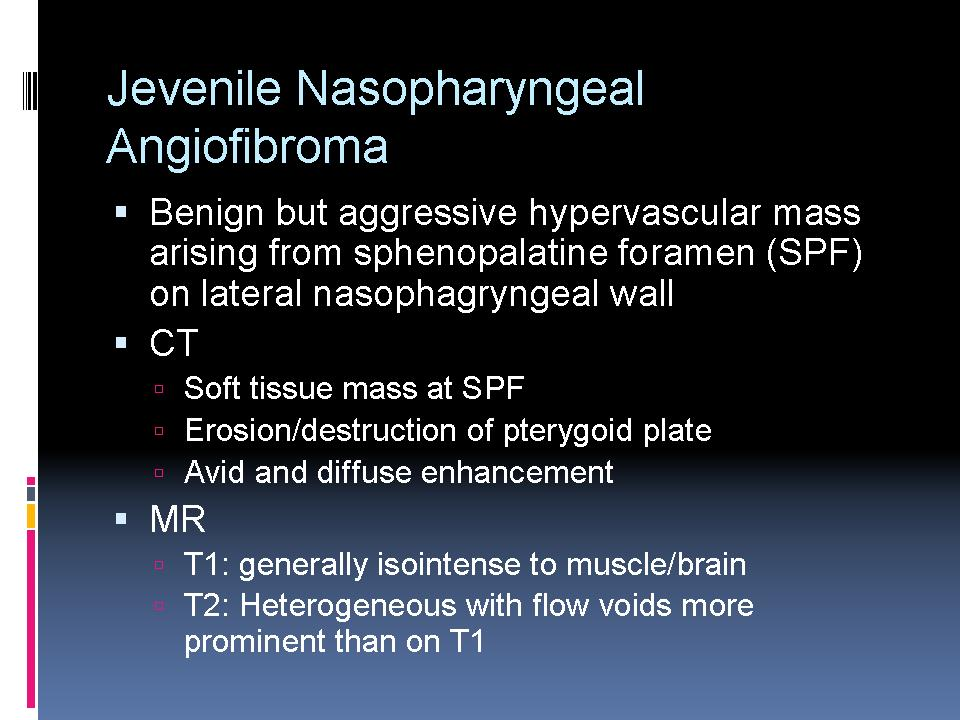 Jevenile Nasopharyngeal
Angiofibroma
Benign but aggressive hypervascular mass
arising from sphenopalatine foramen (SPF)
on lateral nasophagryngeal wall
CT
Soft tissue mass at SPF
Erosion/destruction of pterygoid plate
Avid and diffuse enhancement
MR
T1: generally isointense to muscle/brain
T2: Heterogeneous with flow voids more
prominent than on T1